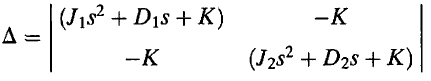 Δ = | (J₁s² + D₁s + K) −K |
| −K (J₂s² + D₂s + K) |